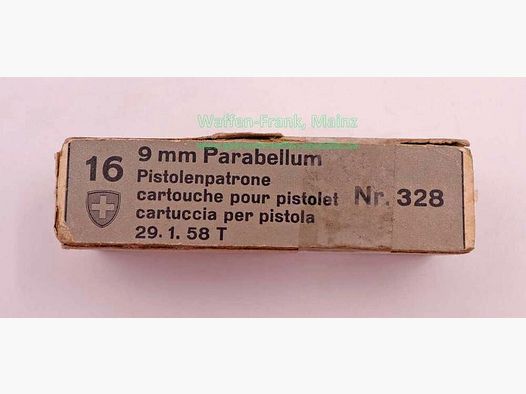 Waffen-Frank, Mainz
16
9 mm Parabellum
Pistolenpatrone
cartouche pour pistolet
cartuccia per pistola
29. 1. 58 T
Nr. 328